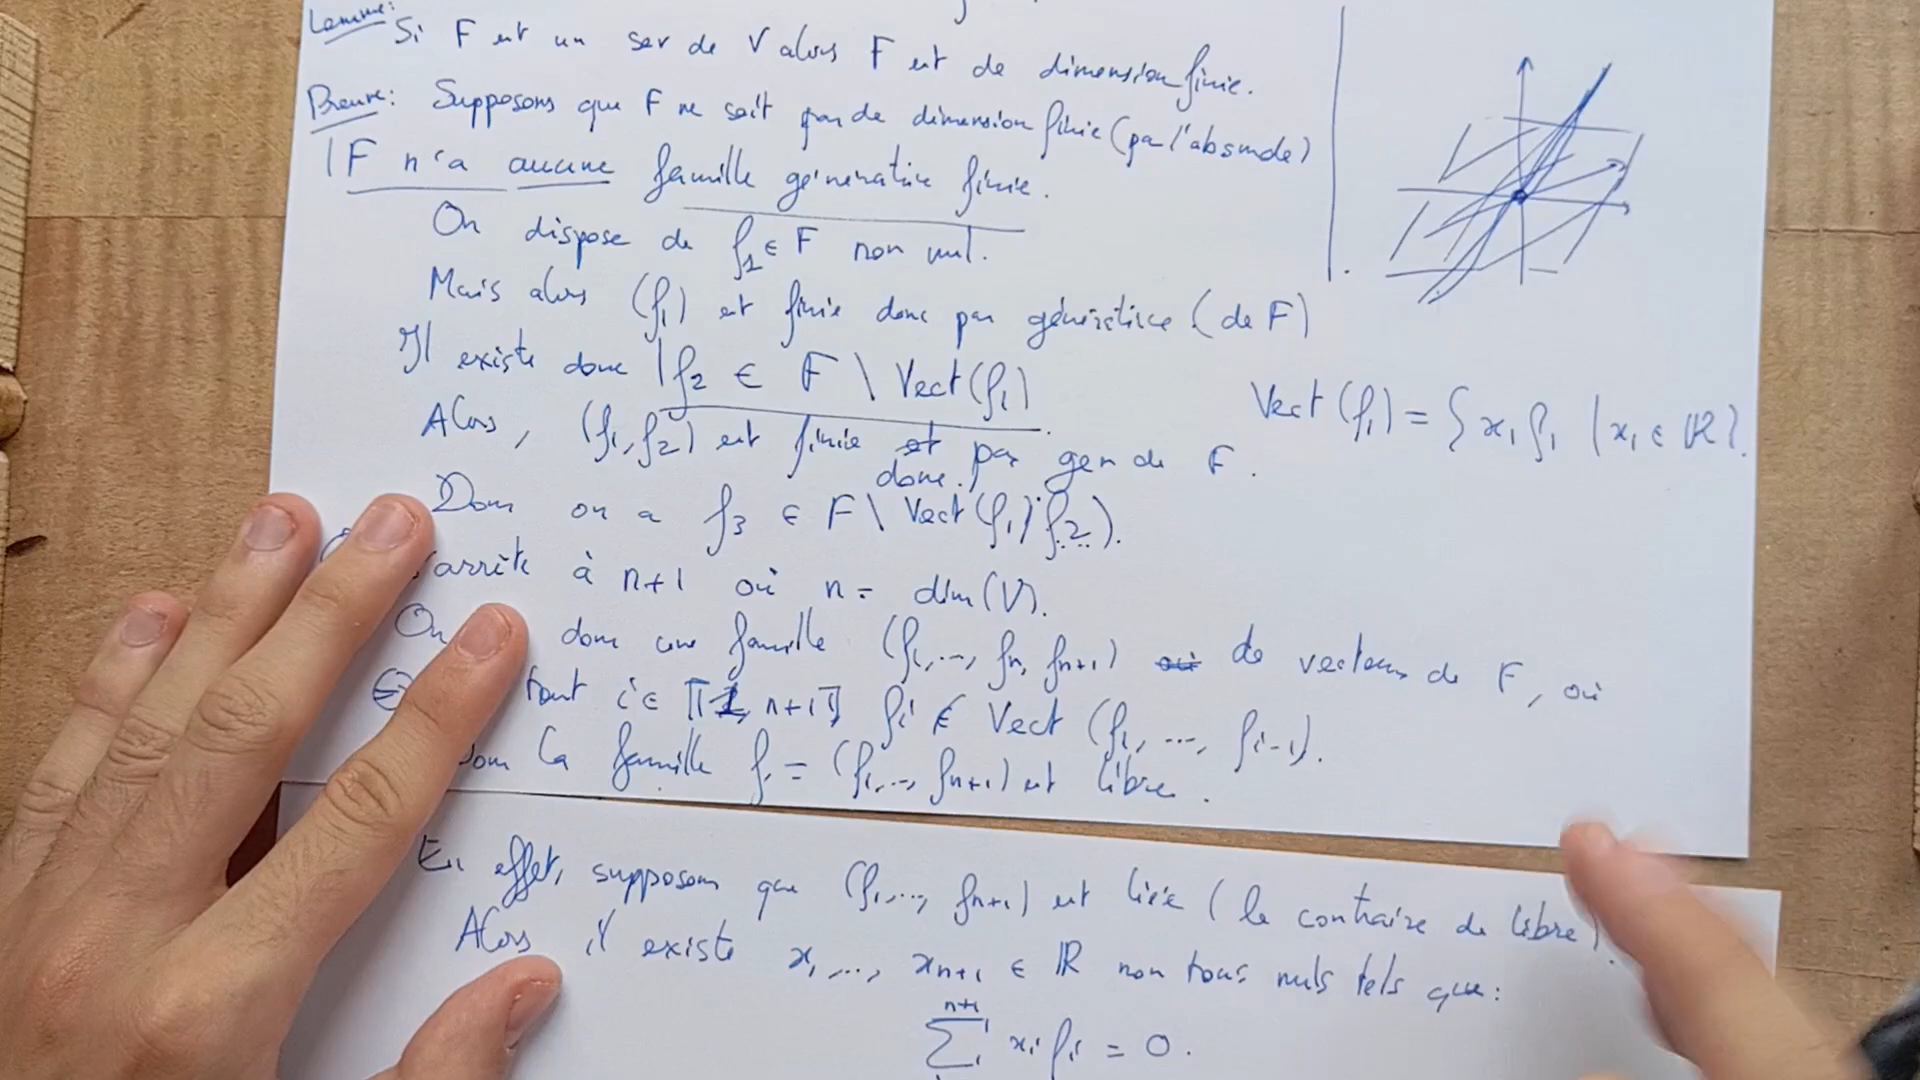 Lemme:
Si F est un sev de V alors F est de dimension finie.
Preuve: Supposons que F ne soit pas de dimension finie (par l'absurde)
F n'a aucune famille génératrice finie.
On dispose de f1 ∈ F non nul.
Mais alors (f1) est finie donc pas génératrice (de F)
Il existe donc f2 ∈ F \ Vect(f1)
Vect(f1) = { x1 f1 | x1 ∈ ℝ }.
Alors, (f1, f2) est finie donc pas gen de F.
Donc on a f3 ∈ F \ Vect(f1, f2).
arrête à n+1 où n = dim(V).
On donc une famille (f1, ..., fn, fn+1) de vecteurs de F, où
tout i ∈ ⟦1, n+1⟧ fi ∉ Vect (f1, ..., fi-1).
la famille f = (f1, ..., fn+1) est libre.
En effet, supposons que (f1, ..., fn+1) est liée (le contraire de libre).
Alors il existe x1, ..., xn+1 ∈ ℝ non tous nuls tels que:
n+1
∑ xi fi = 0.